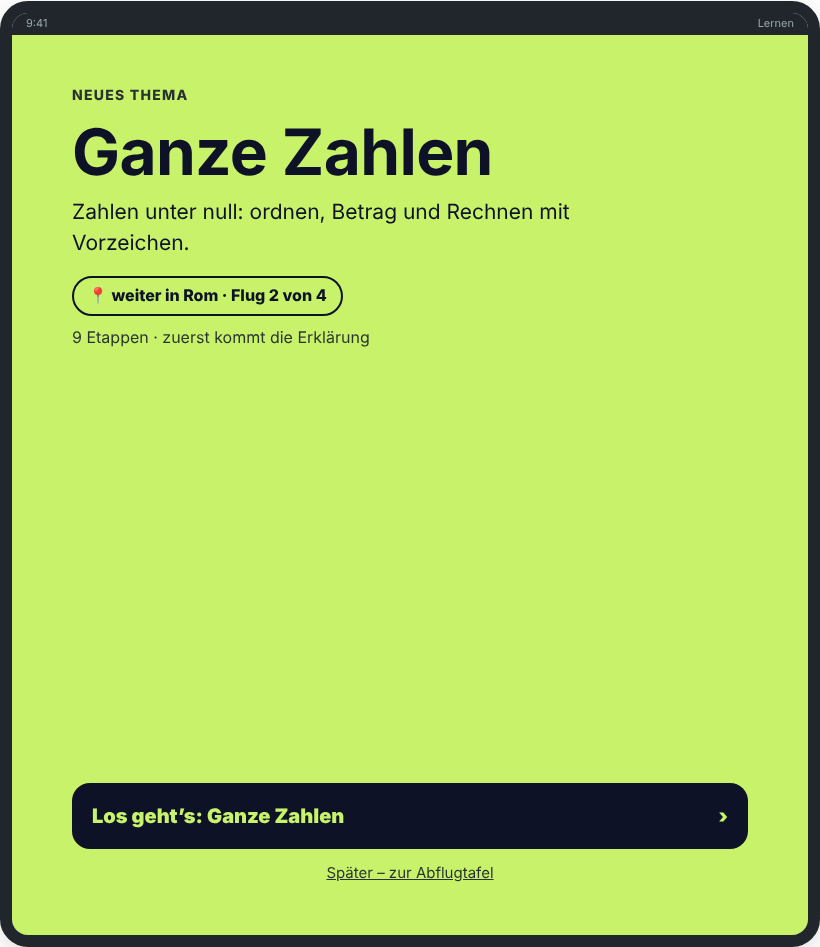 9:41
Lernen
NEUES THEMA
Ganze Zahlen
Zahlen unter null: ordnen, Betrag und Rechnen mit
Vorzeichen.
📍 weiter in Rom · Flug 2 von 4
9 Etappen · zuerst kommt die Erklärung
Los geht’s: Ganze Zahlen ›
Später – zur Abflugtafel